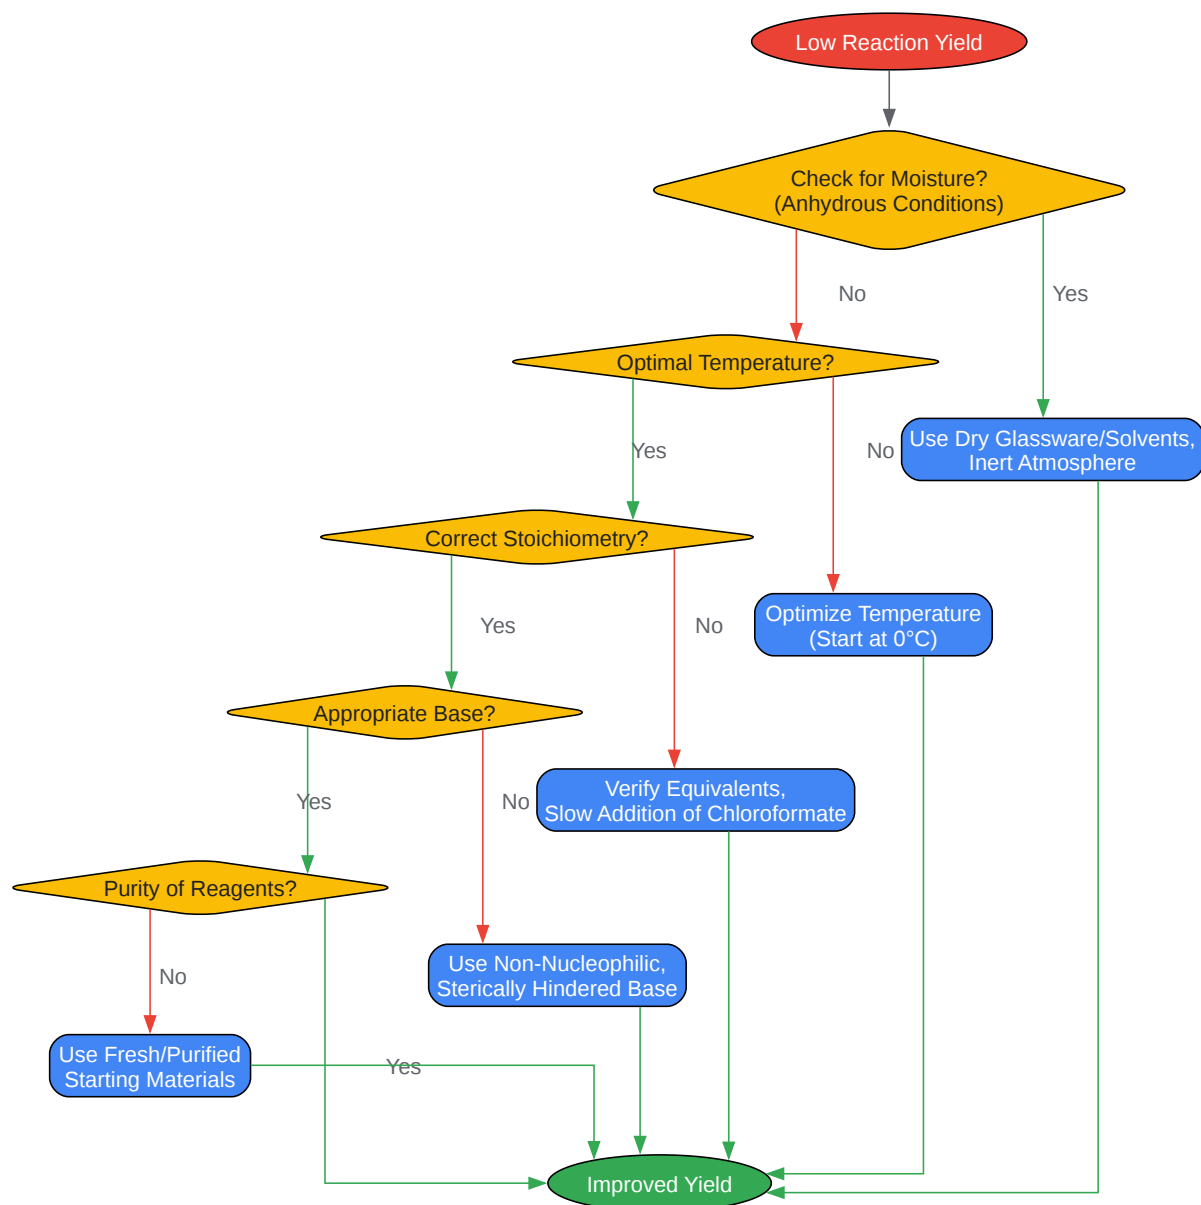 Low Reaction Yield
Check for Moisture?
(Anhydrous Conditions)
No
Yes
Optimal Temperature?
Yes
No
Use Dry Glassware/Solvents,
Inert Atmosphere
Correct Stoichiometry?
Yes
No
Optimize Temperature
(Start at 0°C)
Appropriate Base?
Yes
No
Verify Equivalents,
Slow Addition of Chloroformate
Purity of Reagents?
No
Use Non-Nucleophilic,
Sterically Hindered Base
Use Fresh/Purified
Starting Materials
Yes
Improved Yield